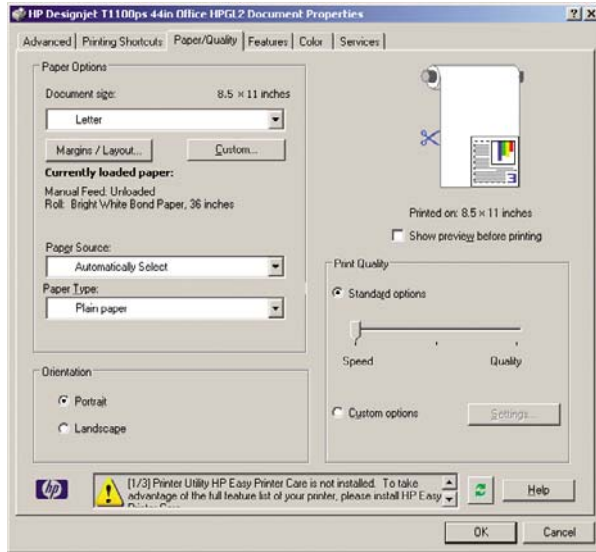 HP Designjet T1100ps 44in Office HPGL2 Document Properties
Advanced
Printing Shortcuts
Paper/Quality
Features
Color
Services
Paper Options
Document size:
8.5 × 11 inches
Letter
Margins / Layout...
Custom...
Currently loaded paper:
Manual Feed: Unloaded
Roll: Bright White Bond Paper, 36 inches
Paper Source:
Automatically Select
Paper Type:
Plain paper
Orientation
Portrait
Landscape
3
Printed on: 8.5 × 11 inches
Show preview before printing
Print Quality
Standard options
Speed
Quality
Custom options
Settings...
hp
[1/3] Printer Utility HP Easy Printer Care is not installed. To take
advantage of the full feature list of your printer, please install HP Easy
Printer Care
Help
OK
Cancel